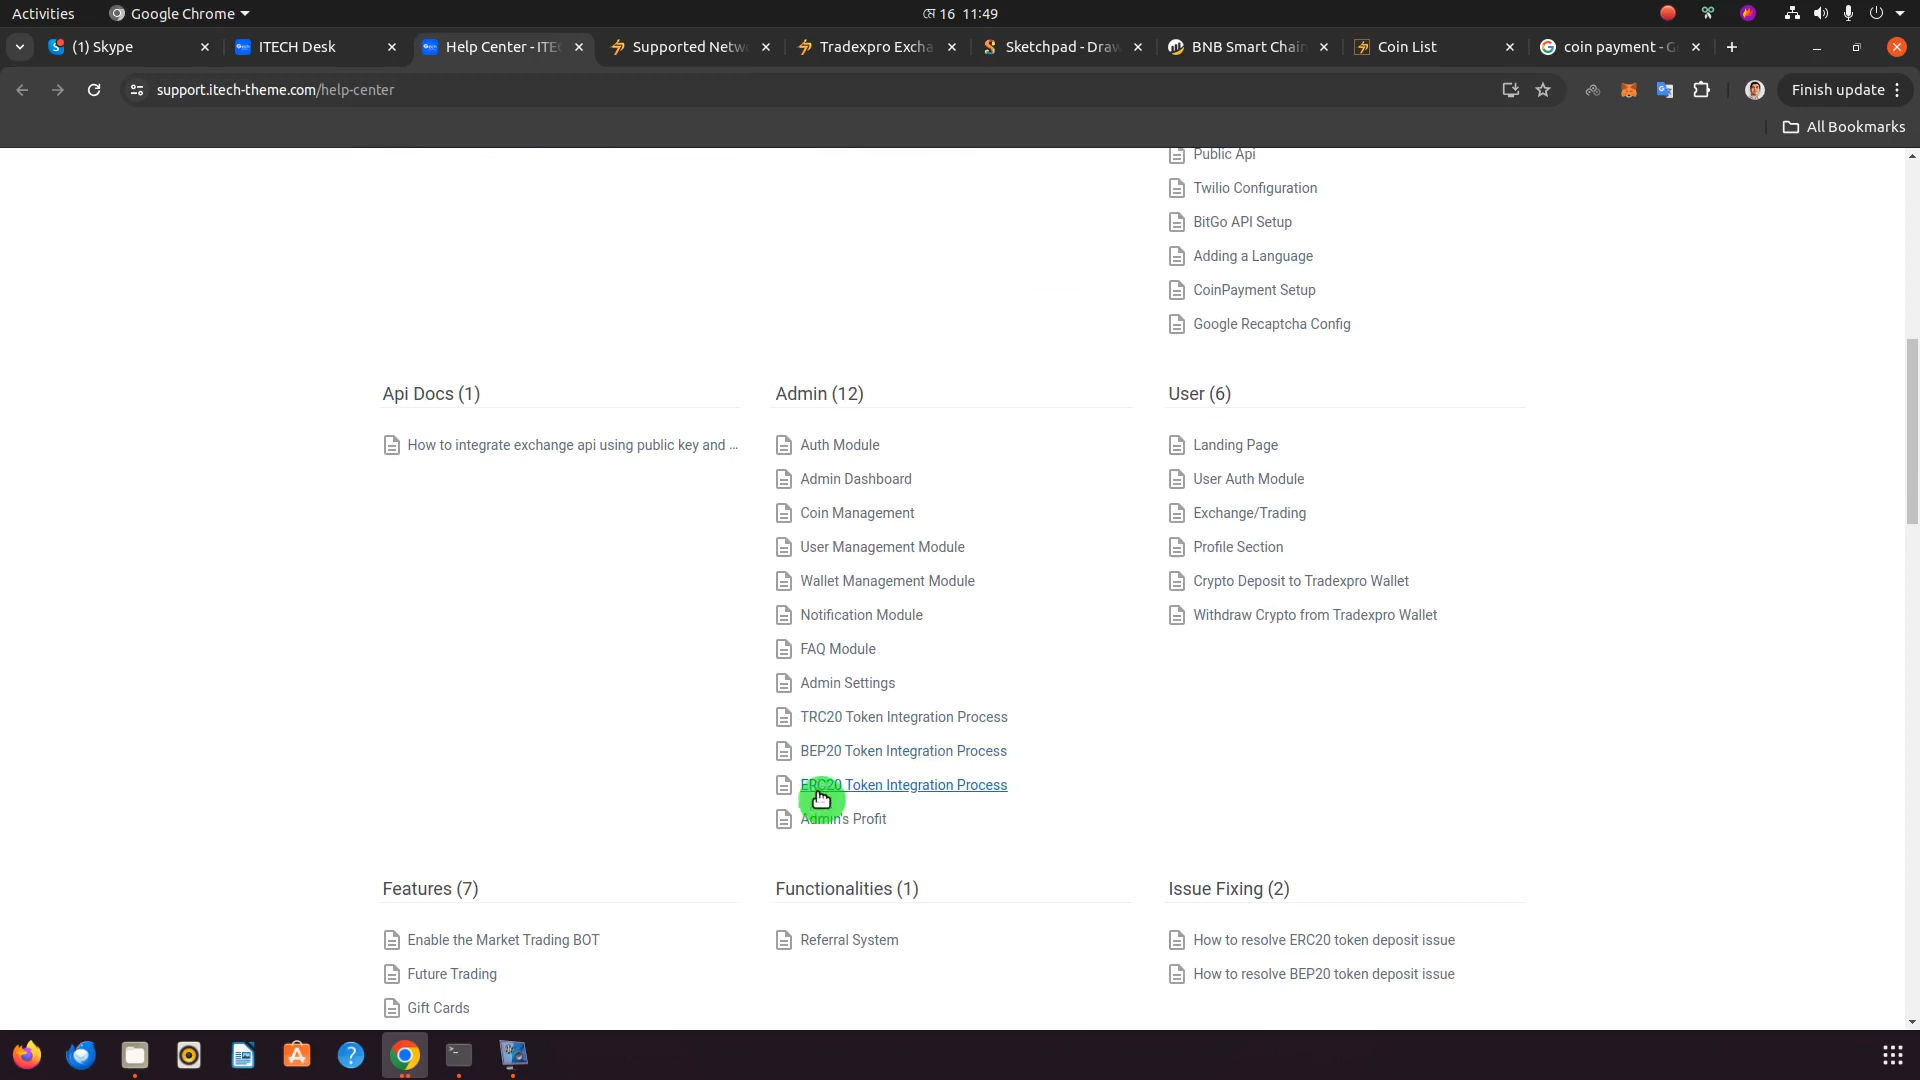 Activities
Google Chrome
মে 16 11:49
(1) Skype
ITECH Desk
Help Center - ITEC
Supported Netw
Tradexpro Excha
Sketchpad - Draw
BNB Smart Chain
Coin List
coin payment - G
support.itech-theme.com/help-center
Finish update
All Bookmarks
Public Api
Twilio Configuration
BitGo API Setup
Adding a Language
CoinPayment Setup
Google Recaptcha Config
Api Docs (1)
How to integrate exchange api using public key and ...
Admin (12)
Auth Module
Admin Dashboard
Coin Management
User Management Module
Wallet Management Module
Notification Module
FAQ Module
Admin Settings
TRC20 Token Integration Process
BEP20 Token Integration Process
ERC20 Token Integration Process
Admin's Profit
User (6)
Landing Page
User Auth Module
Exchange/Trading
Profile Section
Crypto Deposit to Tradexpro Wallet
Withdraw Crypto from Tradexpro Wallet
Features (7)
Enable the Market Trading BOT
Future Trading
Gift Cards
Functionalities (1)
Referral System
Issue Fixing (2)
How to resolve ERC20 token deposit issue
How to resolve BEP20 token deposit issue